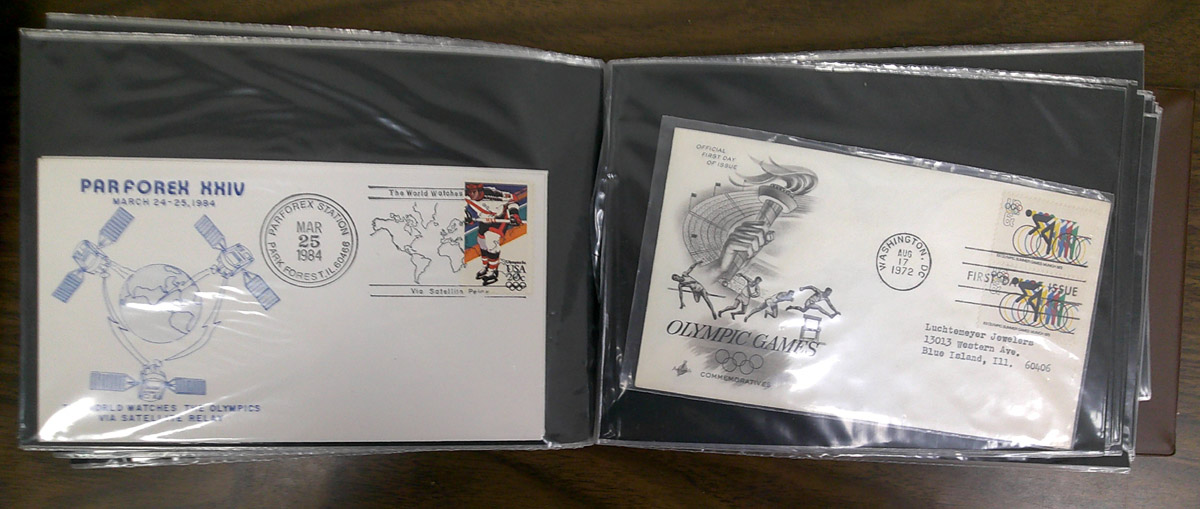 PARFOREX XXIV
MARCH 24-25, 1984
PARFOREX STATION
MAR
25
1984
PARK FOREST, IL 60466
The World Watches
Via Satellite
USA
20c
WORLD WATCHES THE OLYMPICS
VIA SATELLITE RELAY
OFFICIAL
FIRST DAY
OF ISSUE
OLYMPIC GAMES
COMMEMORATIVES
WASHINGTON, DC
AUG
17
1972
FIRST DAY OF ISSUE
Luchtemeyer Jewelers
13013 Western Ave.
Blue Island, Ill. 60406